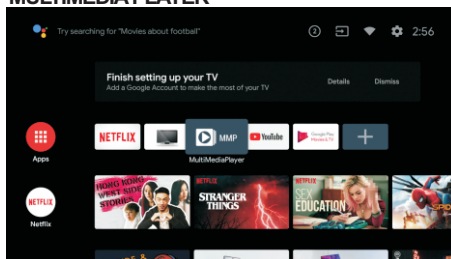 MULTIMEDIA PLAYER
Try searching for "Movies about football"
2
2:56
Finish setting up your TV
Add a Google Account to make the most of your TV
Details
Dismiss
NETFLIX
MMP
YouTube
Google Play
Movies & TV
Apps
MultiMediaPlayer
NETFLIX
Netflix
HONG KONG
WEST SIDE
STORIES
NETFLIX
STRANGER
THINGS
NETFLIX
SEX
EDUCATION